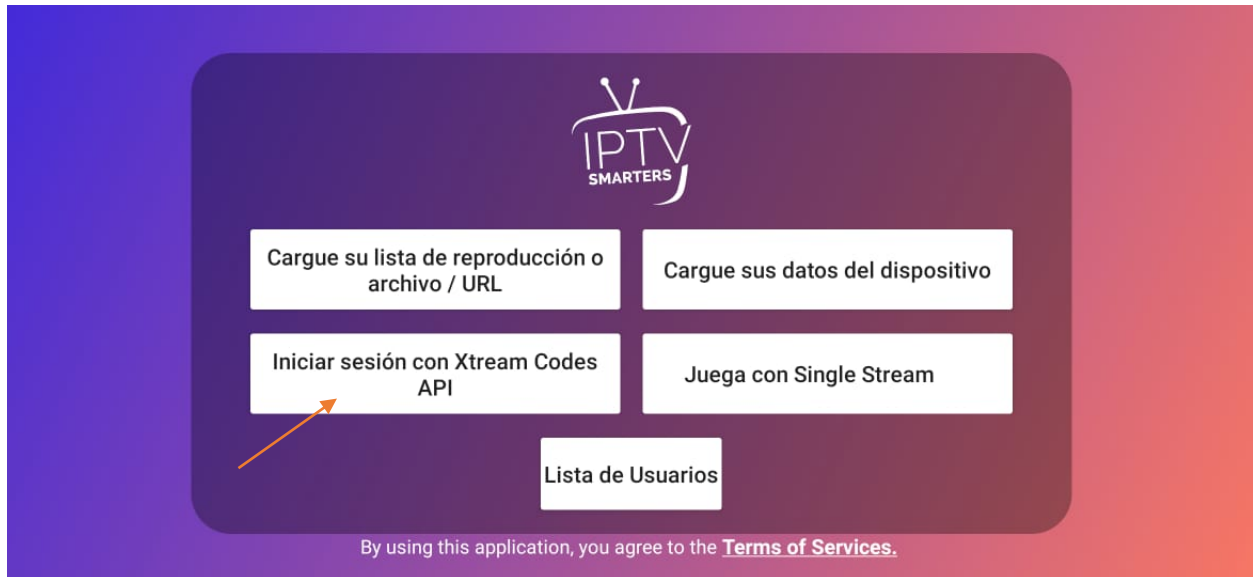 IPTV
SMARTERS
Cargue su lista de reproducción o
archivo / URL
Cargue sus datos del dispositivo
Iniciar sesión con Xtream Codes
API
Juega con Single Stream
Lista de Usuarios
By using this application, you agree to the Terms of Services.